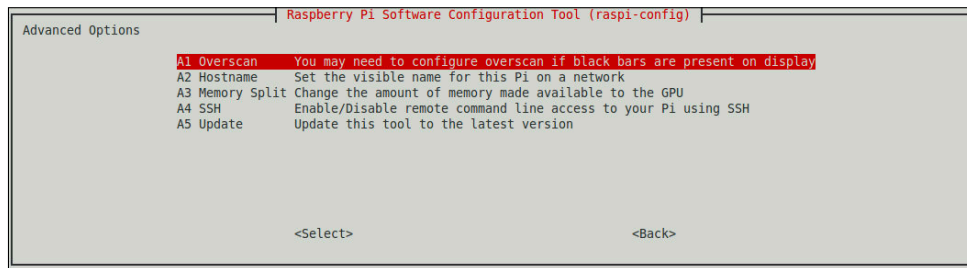 Raspberry Pi Software Configuration Tool (raspi-config)
Advanced Options
A1 Overscan You may need to configure overscan if black bars are present on display
A2 Hostname Set the visible name for this Pi on a network
A3 Memory Split Change the amount of memory made available to the GPU
A4 SSH Enable/Disable remote command line access to your Pi using SSH
A5 Update Update this tool to the latest version
<Select> <Back>